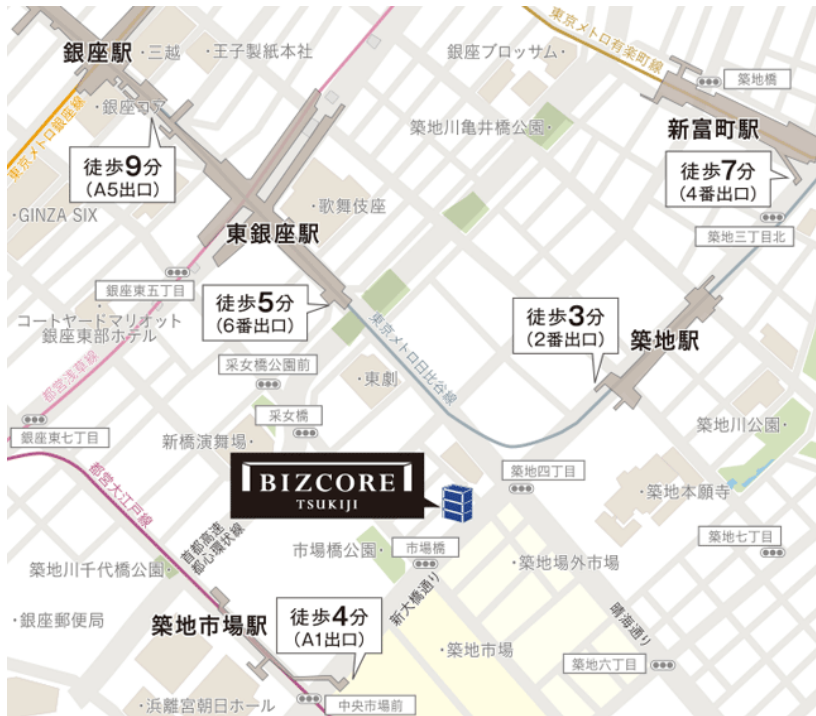 東京メトロ有楽町線
銀座駅
・三越
・王子製紙本社
銀座ブロッサム・
築地橋
・銀座コア
東京メトロ銀座線
築地川亀井橋公園・
新富町駅
徒歩9分
(A5出口)
徒歩7分
(4番出口)
・GINZA SIX
・歌舞伎座
東銀座駅
築地三丁目北
銀座東五丁目
徒歩5分
(6番出口)
徒歩3分
(2番出口)
コートヤードマリオット
銀座東部ホテル
東京メトロ日比谷線
築地駅
都宮浅草線
采女橋公園前
・東劇
采女橋
築地川公園・
銀座東七丁目
新橋演舞場・
都営大江戸線
BIZCORE
TSUKIJI
築地四丁目
・築地本願寺
首都高速
都心環状線
市場橋公園・
市場橋
築地七丁目
・築地場外市場
築地川千代橋公園・
新大橋通り
晴海通り
・銀座郵便局
築地市場駅
徒歩4分
(A1出口)
・築地市場
築地六丁目
・浜離宮朝日ホール
中央市場前